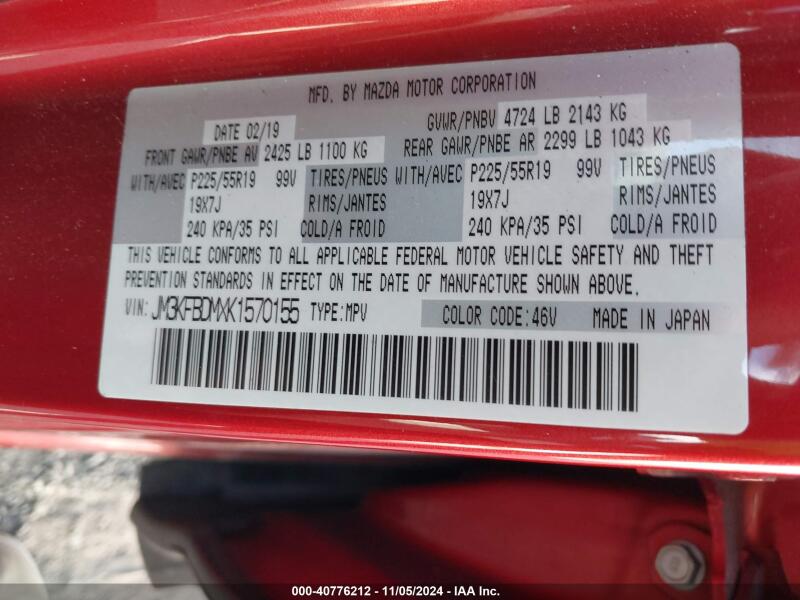 MFD. BY MAZDA MOTOR CORPORATION
DATE 02/19 GVWR/PNBV 4724 LB 2143 KG
FRONT GAWR/PNBE AV 2425 LB 1100 KG REAR GAWR/PNBE AR 2299 LB 1043 KG
WITH/AVEC P225/55R19 99V TIRES/PNEUS WITH/AVEC P225/55R19 99V TIRES/PNEUS
19X7J RIMS/JANTES 19X7J RIMS/JANTES
240 KPA/35 PSI COLD/A FROID 240 KPA/35 PSI COLD/A FROID
THIS VEHICLE CONFORMS TO ALL APPLICABLE FEDERAL MOTOR VEHICLE SAFETY AND THEFT
PREVENTION STANDARDS IN EFFECT ON THE DATE OF MANUFACTURE SHOWN ABOVE.
VIN: JM3KFBDMXK1570155 TYPE:MPV COLOR CODE:46V MADE IN JAPAN
000-40776212 - 11/05/2024 - IAAI, Inc.